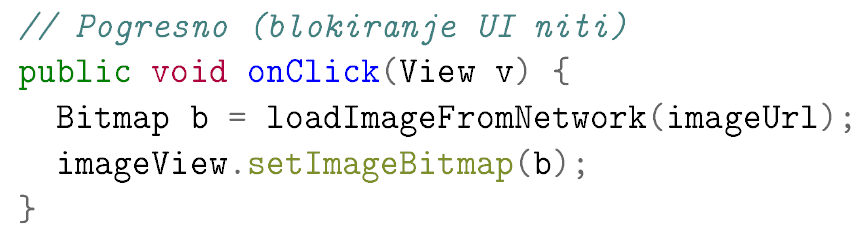 // Pogresno (blokiranje UI niti)
public void onClick(View v) {
  Bitmap b = loadImageFromNetwork(imageUrl);
  imageView.setImageBitmap(b);
}